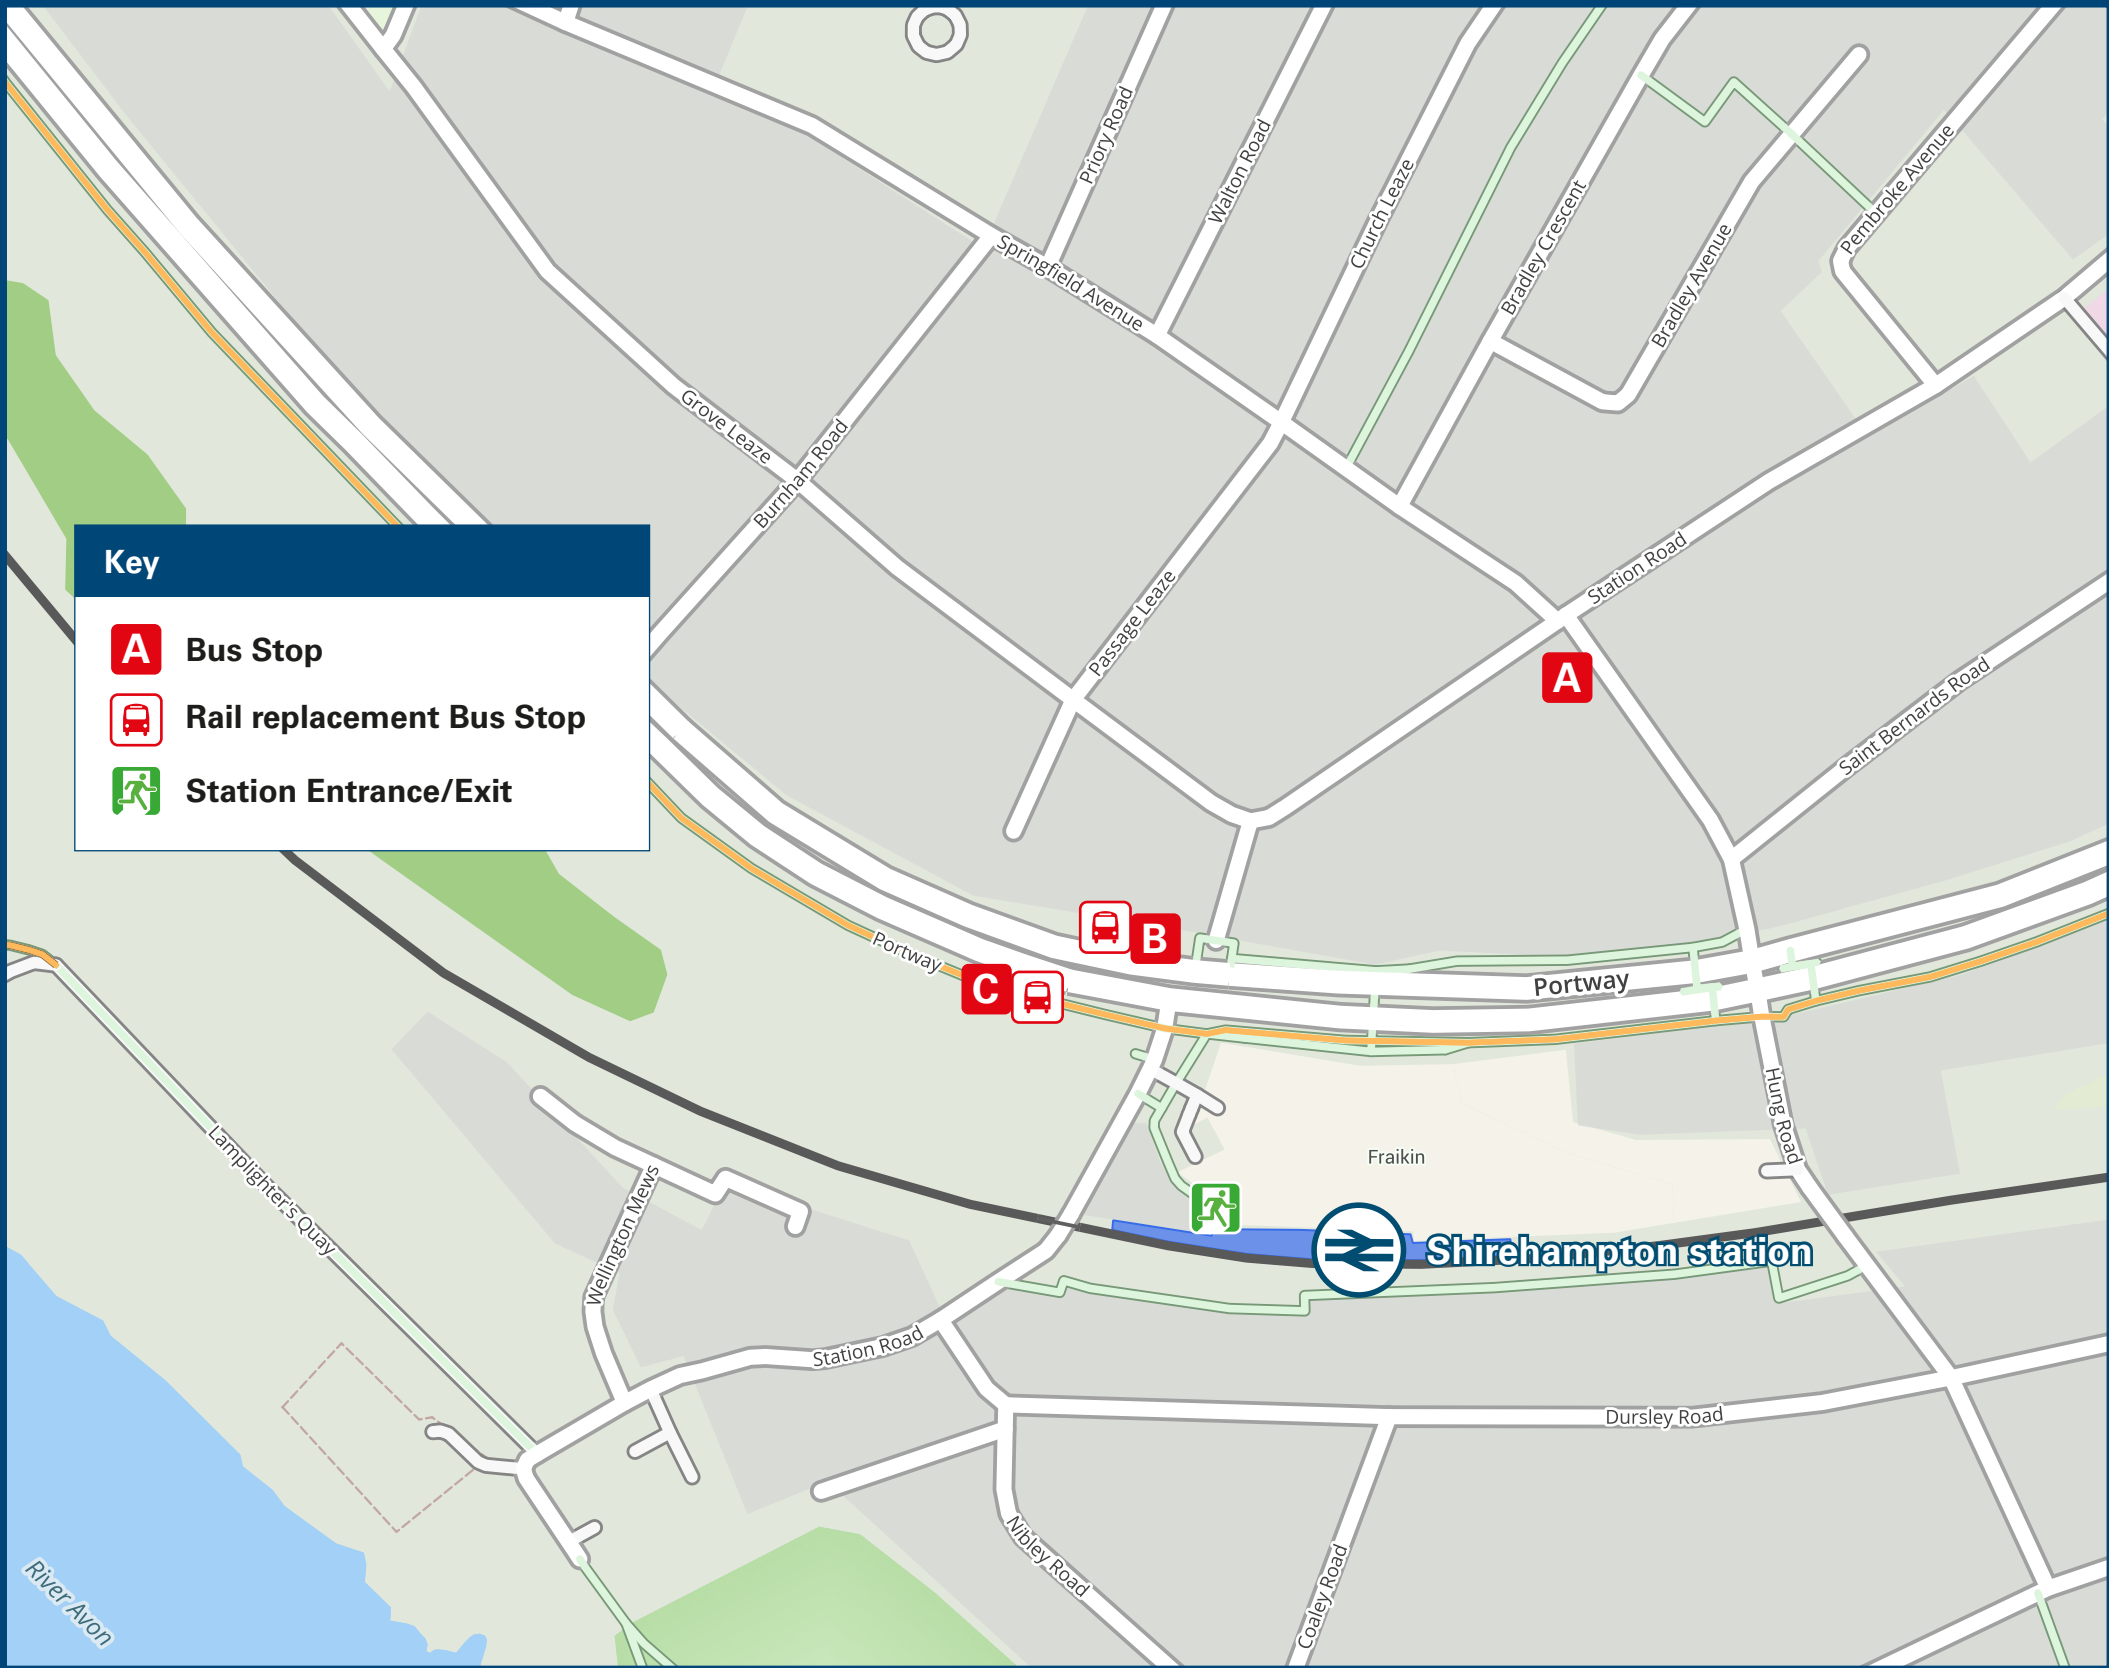 Priory Road
Walton Road
Church Leaze
Bradley Crescent
Bradley Avenue
Pembroke Avenue
Springfield Avenue
Grove Leaze
Burnham Road
Passage Leaze
Station Road
Saint Bernards Road
Key
A Bus Stop
Rail replacement Bus Stop
Station Entrance/Exit
A
B
C
Portway
Portway
Hung Road
Fraikin
Shirehampton station
Lamplighter's Quay
Wellington Mews
Station Road
Dursley Road
Nibley Road
Coaley Road
River Avon